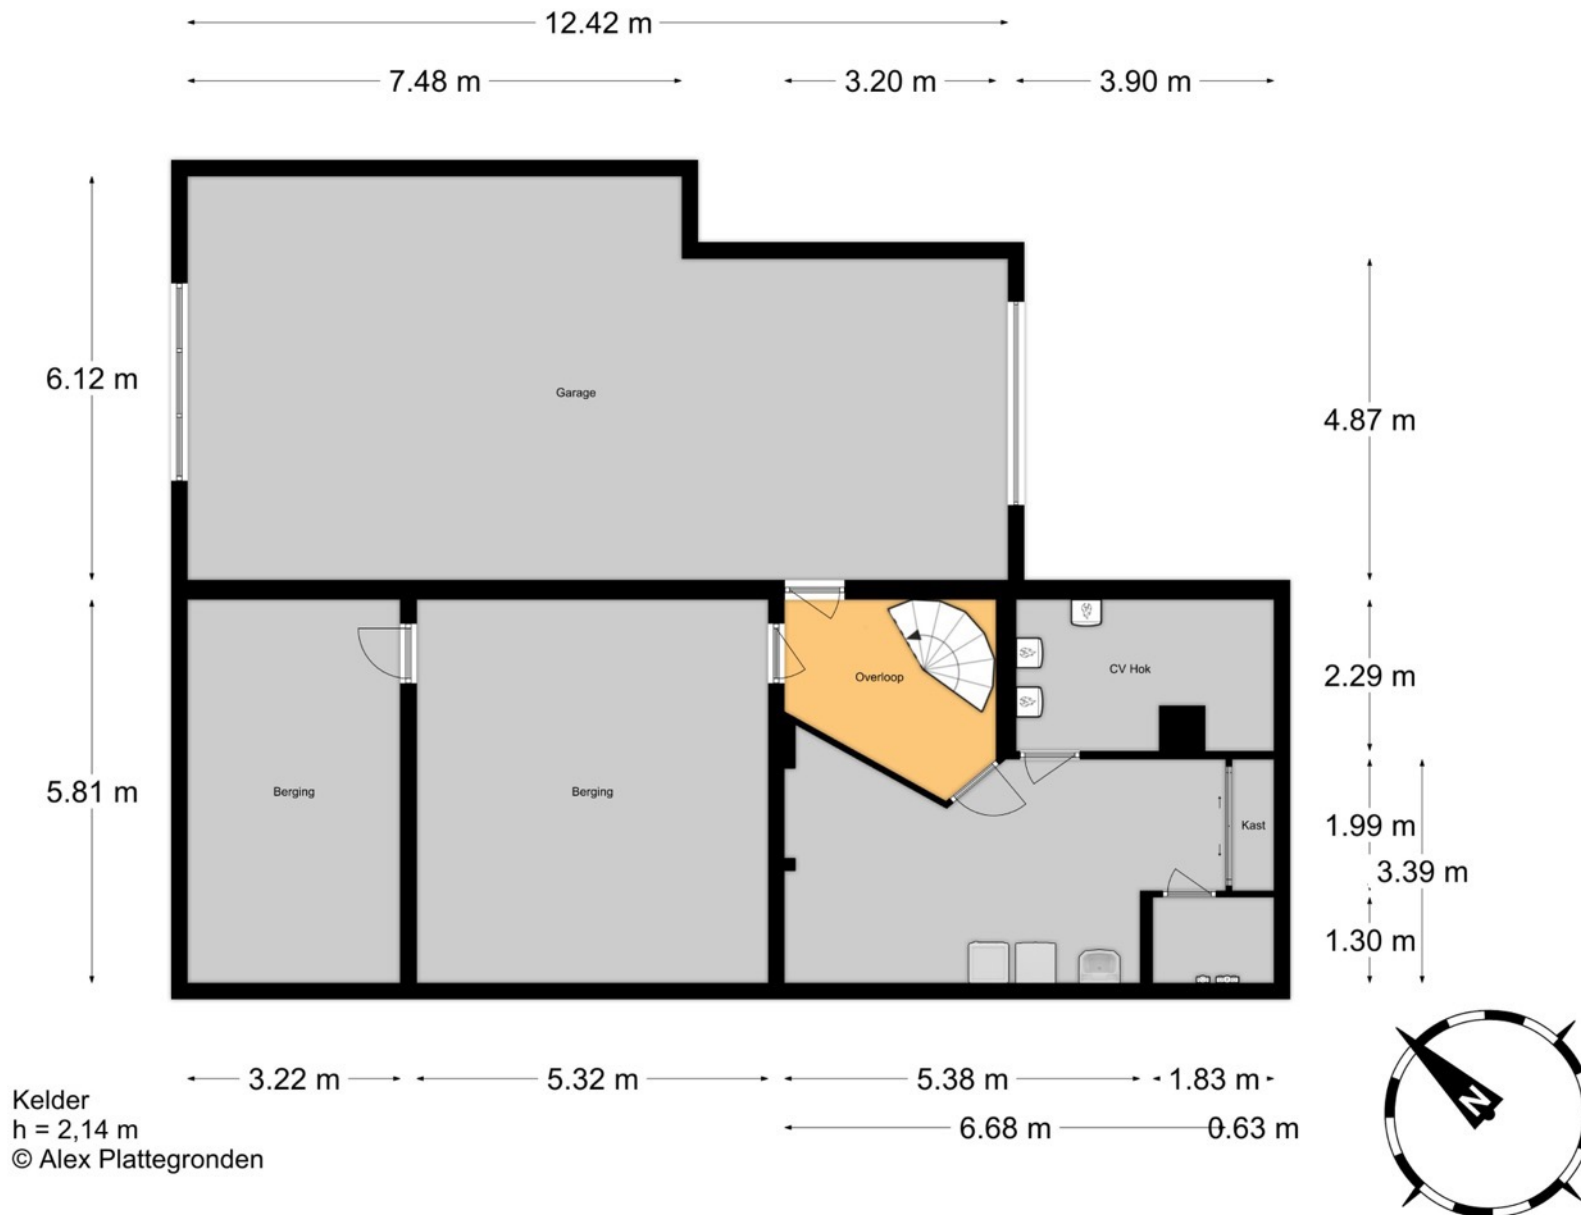 12.42 m
7.48 m
3.20 m
3.90 m
6.12 m
Garage
4.87 m
Overloop
CV Hok
2.29 m
5.81 m
Berging
Berging
1.99 m
Kast
3.39 m
1.30 m
3.22 m
5.32 m
5.38 m
1.83 m
6.68 m
0.63 m
Kelder
h = 2,14 m
© Alex Plattegronden
N